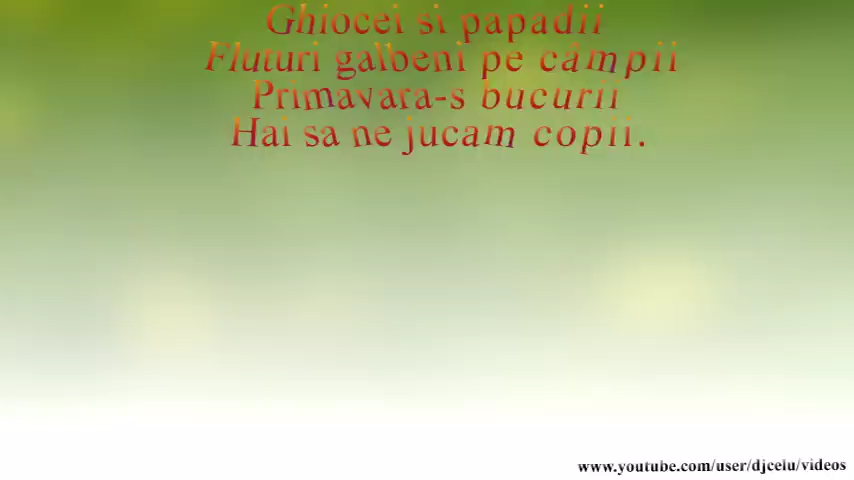 Ghiocei si papadii
Fluturi galbeni pe câmpii
Primavara-s bucurii
Hai sa ne jucam copii.
www.youtube.com/user/djcelu/videos